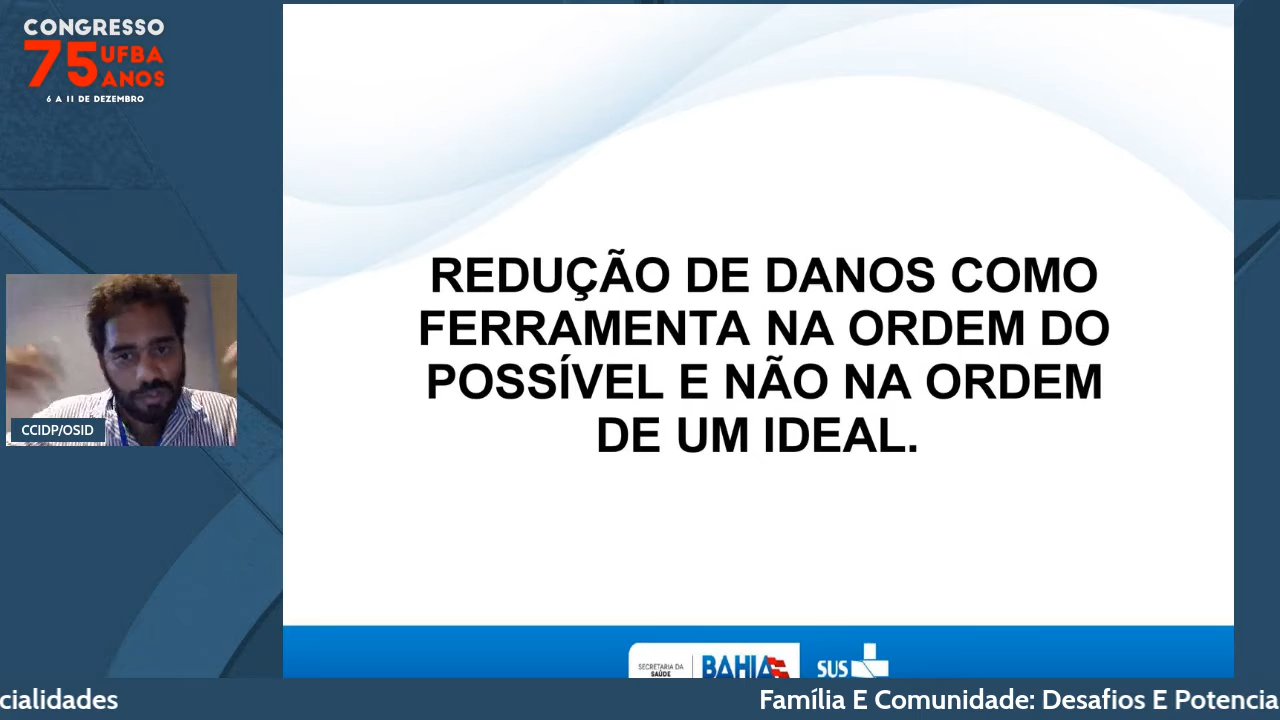 CONGRESSO
75 UFBA
ANOS
6 A 11 DE DEZEMBRO
REDUÇÃO DE DANOS COMO
FERRAMENTA NA ORDEM DO
POSSÍVEL E NÃO NA ORDEM
DE UM IDEAL.
CCIDP/OSID
SECRETARIA DA
SAÚDE
BAHIA
SUS
cialidades
Família E Comunidade: Desafios E Potencia